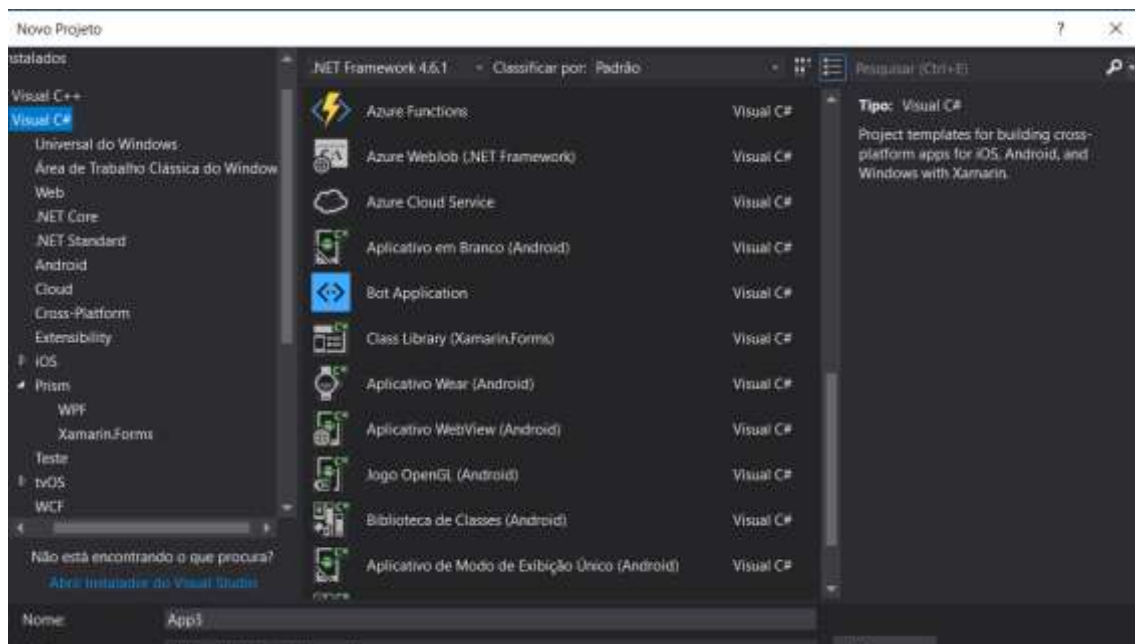 Novo Projeto
nstalados
Visual C++
Visual C#
Universal do Windows
Área de Trabalho Clássica do Window
Web
.NET Core
.NET Standard
Android
Cloud
Cross-Platform
Extensibility
iOS
Prism
WPF
Xamarin.Forms
Teste
tvOS
WCF
Não está encontrando o que procura?
Abrir Instalador do Visual Studio
.NET Framework 4.6.1 Classificar por: Padrão
Azure Functions Visual C#
Azure WebJob (.NET Framework) Visual C#
Azure Cloud Service Visual C#
Aplicativo em Branco (Android) Visual C#
Bot Application Visual C#
Class Library (Xamarin.Forms) Visual C#
Aplicativo Wear (Android) Visual C#
Aplicativo WebView (Android) Visual C#
Jogo OpenGL (Android) Visual C#
Biblioteca de Classes (Android) Visual C#
Aplicativo de Modo de Exibição Único (Android) Visual C#
Pesquisar (Ctrl+E)
Tipo: Visual C#
Project templates for building cross-
platform apps for iOS, Android, and
Windows with Xamarin.
Nome: